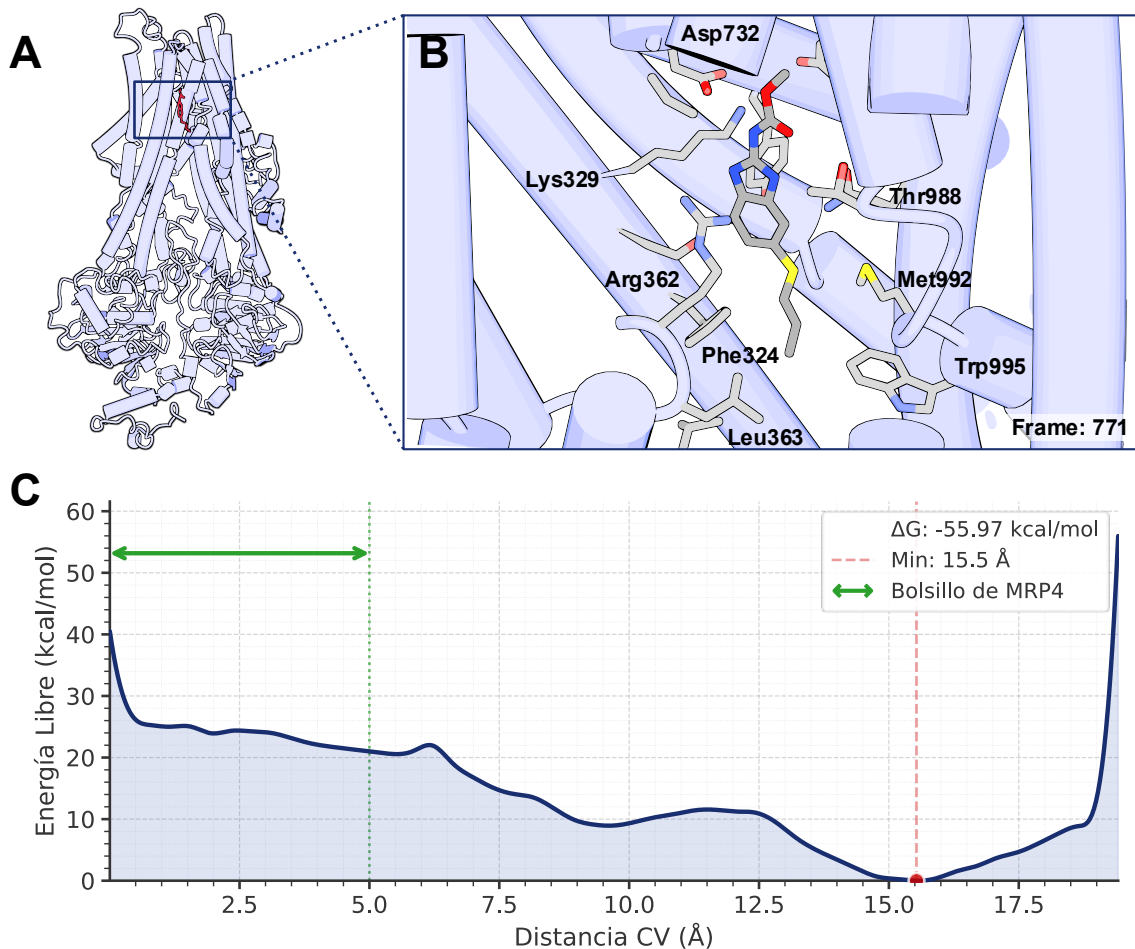 A
B
Asp732
Lys329
Thr988
Arg362
Met992
Phe324
Trp995
Leu363
Frame: 771
C
Energía Libre (kcal/mol)
60
50
40
30
20
10
0
ΔG: -55.97 kcal/mol
Min: 15.5 Å
Bolsillo de MRP4
2.5
5.0
7.5
10.0
12.5
15.0
17.5
Distancia CV (Å)